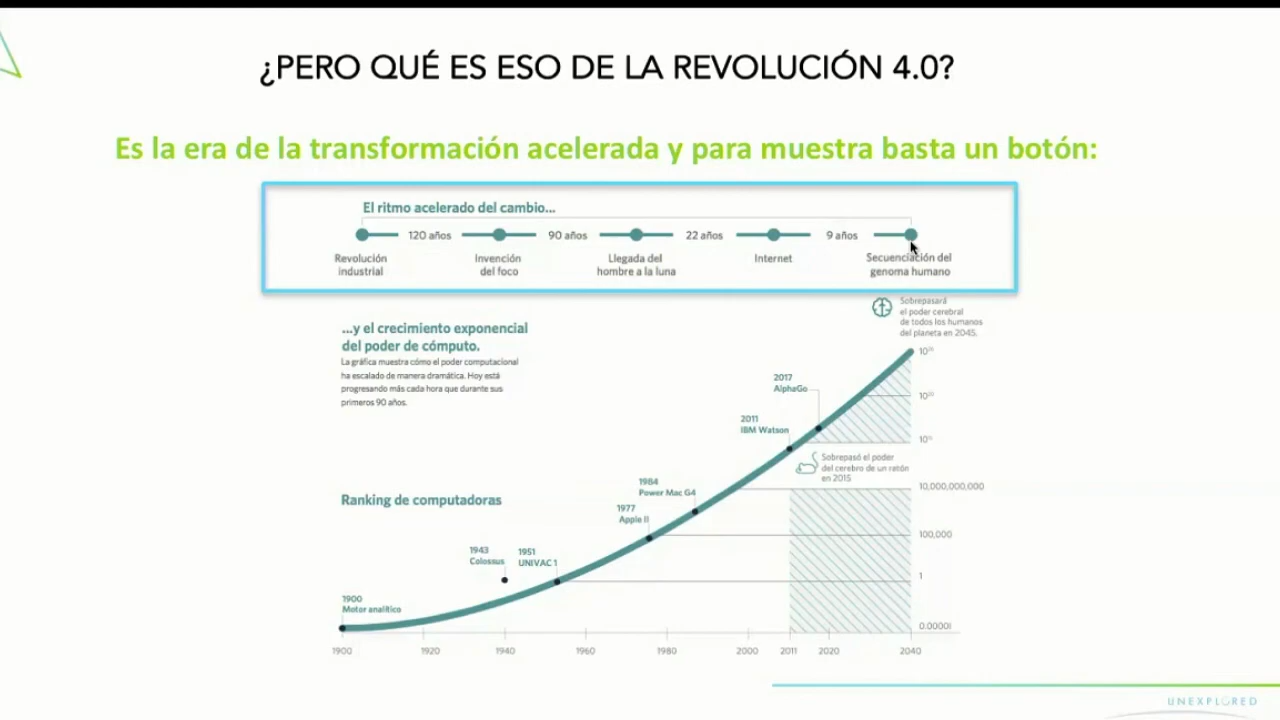 ¿PERO QUÉ ES ESO DE LA REVOLUCIÓN 4.0?
Es la era de la transformación acelerada y para muestra basta un botón:
El ritmo acelerado del cambio...
120 años
90 años
22 años
9 años
Revolución
industrial
Invención
del foco
Llegada del
hombre a la luna
Internet
Secuenciación del
genoma humano
Sobrepasará
el poder cerebral
de todos los humanos
del planeta en 2045.
...y el crecimiento exponencial
del poder de cómputo.
La gráfica muestra cómo el poder computacional
ha escalado de manera dramática. Hoy está
progresando más cada hora que durante sus
primeros 90 años.
2017
AlphaGo
2011
IBM Watson
Sobrepasó el poder
del cerebro de un ratón
en 2015
1984
Power Mac G4
1977
Apple II
Ranking de computadoras
1943
Colossus
1951
UNIVAC 1
1900
Motor analítico
10,000,000,000
100,000
1
0.00001
1900
1920
1940
1960
1980
2000
2011
2020
2040
UNEXPLORED